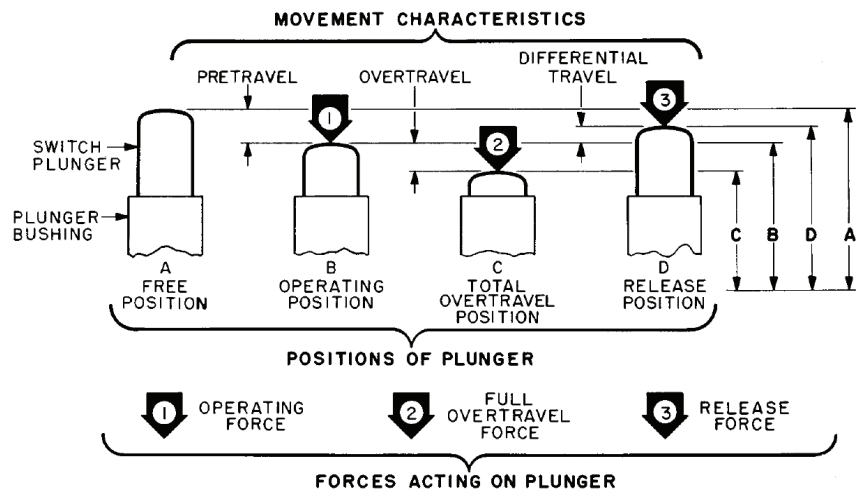 MOVEMENT CHARACTERISTICS
PRETRAVEL
OVERTRAVEL
DIFFERENTIAL
TRAVEL
1
2
3
SWITCH
PLUNGER
PLUNGER
BUSHING
A
FREE
POSITION
B
OPERATING
POSITION
C
TOTAL
OVERTRAVEL
POSITION
D
RELEASE
POSITION
C
B
D
A
POSITIONS OF PLUNGER
1
OPERATING
FORCE
2
FULL
OVERTRAVEL
FORCE
3
RELEASE
FORCE
FORCES ACTING ON PLUNGER